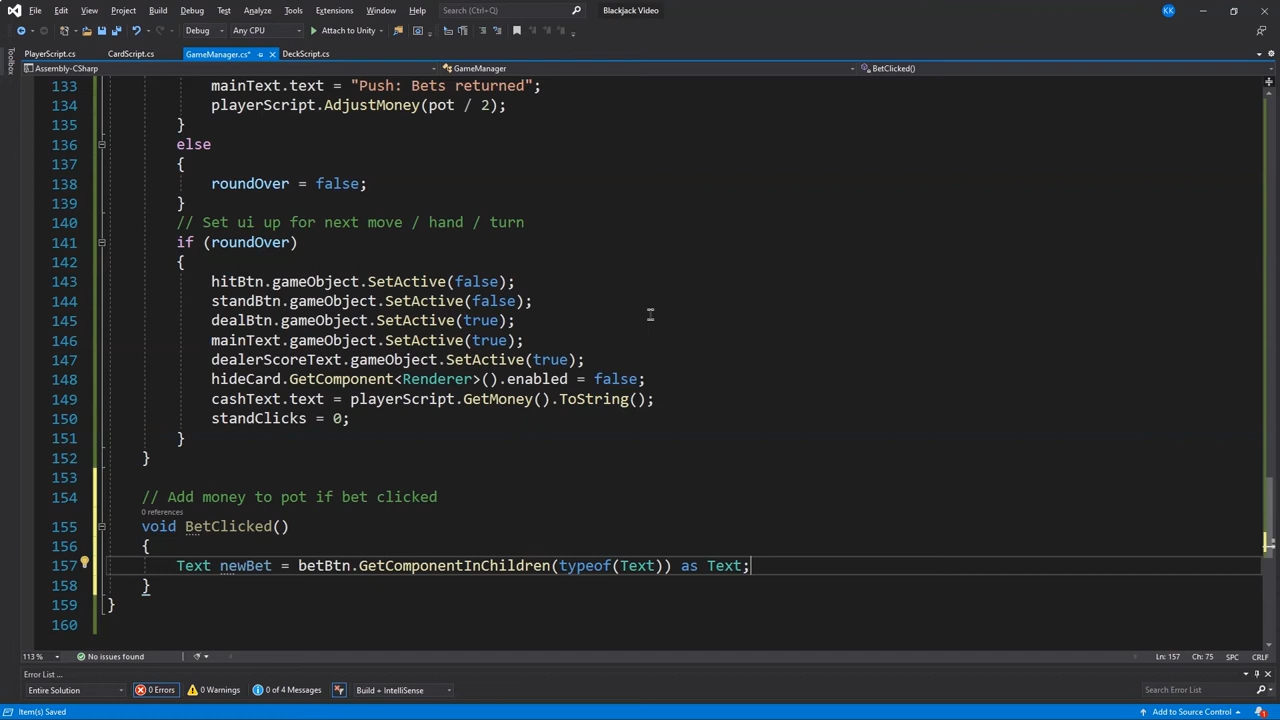 File Edit View Git Project Build Debug Test Analyze Tools Extensions Window Help Search (Ctrl+Q) Blackjack Video KK
Debug Any CPU Attach to Unity
PlayerScript.cs CardScript.cs GameManager.cs* DeckScript.cs
Toolbox
Assembly-CSharp GameManager BetClicked()
133 mainText.text = "Push: Bets returned";
134 playerScript.AdjustMoney(pot / 2);
135 }
136 else
137 {
138 roundOver = false;
139 }
140 // Set ui up for next move / hand / turn
141 if (roundOver)
142 {
143 hitBtn.gameObject.SetActive(false);
144 standBtn.gameObject.SetActive(false);
145 dealBtn.gameObject.SetActive(true);
146 mainText.gameObject.SetActive(true);
147 dealerScoreText.gameObject.SetActive(true);
148 hideCard.GetComponent<Renderer>().enabled = false;
149 cashText.text = playerScript.GetMoney().ToString();
150 standClicks = 0;
151 }
152 }
153
154 // Add money to pot if bet clicked
0 references
155 void BetClicked()
156 {
157 Text newBet = betBtn.GetComponentInChildren(typeof(Text)) as Text;
158 }
159 }
160
113 % No issues found Ln: 157 Ch: 75 SPC CRLF
Error List ...
Entire Solution 0 Errors 0 Warnings 0 of 4 Messages Build + IntelliSense Search Error List
Item(s) Saved Add to Source Control 1